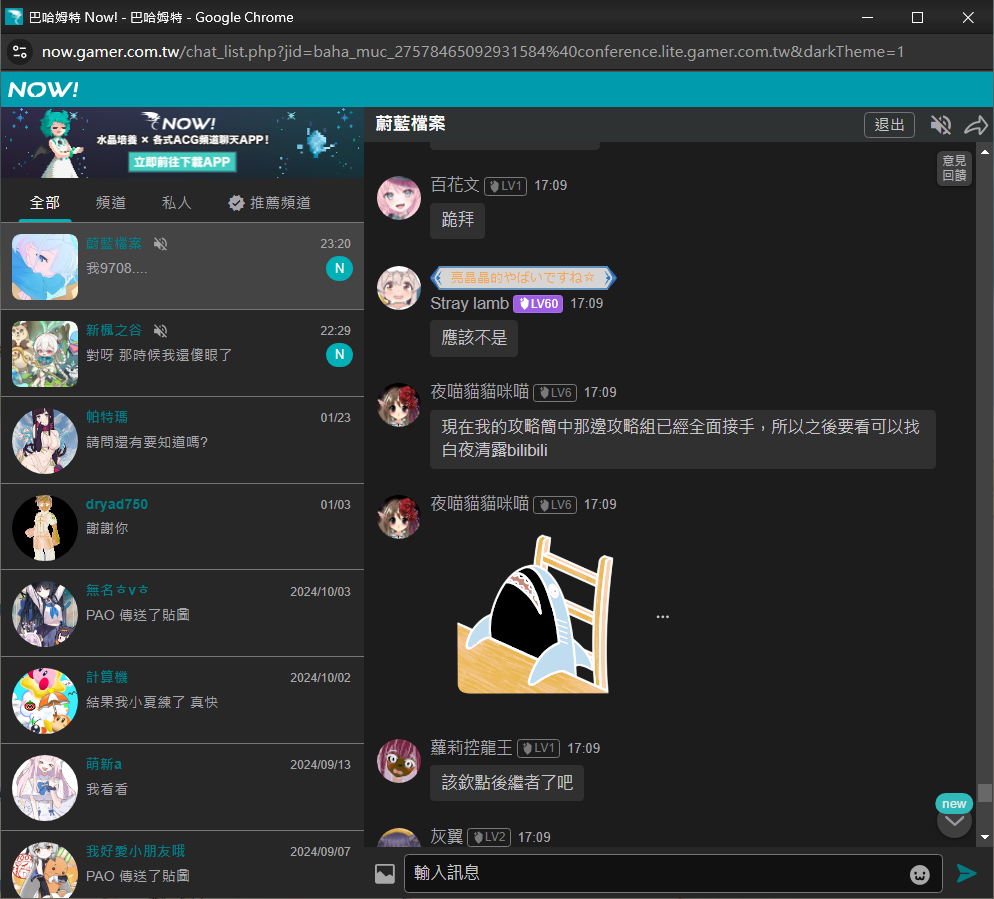 巴哈姆特 Now! - 巴哈姆特 - Google Chrome
now.gamer.com.tw/chat_list.php?jid=baha_muc_27578465092931584%40conference.lite.gamer.com.tw&darkTheme=1
NOW!
NOW!
水晶培養 × 各式ACG頻道聊天APP!
立即前往下載APP
全部 頻道 私人 推薦頻道
蔚藍檔案 23:20
我9708.... N
新楓之谷 22:29
對呀 那時候我還傻眼了 N
帕特瑪 01/23
請問還有要知道嗎?
dryad750 01/03
謝謝你
無名ㅎvㅎ 2024/10/03
PAO 傳送了貼圖
計算機 2024/10/02
結果我小夏練了 真快
萌新a 2024/09/13
我看看
我好愛小朋友哦 2024/09/07
PAO 傳送了貼圖
蔚藍檔案 退出
意見
回饋
百花文 LV1 17:09
跪拜
亮晶晶的やばいですね☆
Stray lamb LV60 17:09
應該不是
夜喵貓貓咪喵 LV6 17:09
現在我的攻略簡中那邊攻略組已經全面接手，所以之後要看可以找
白夜清露bilibili
夜喵貓貓咪喵 LV6 17:09
...
蘿莉控龍王 LV1 17:09
該欽點後繼者了吧
new
灰翼 LV2 17:09
輸入訊息